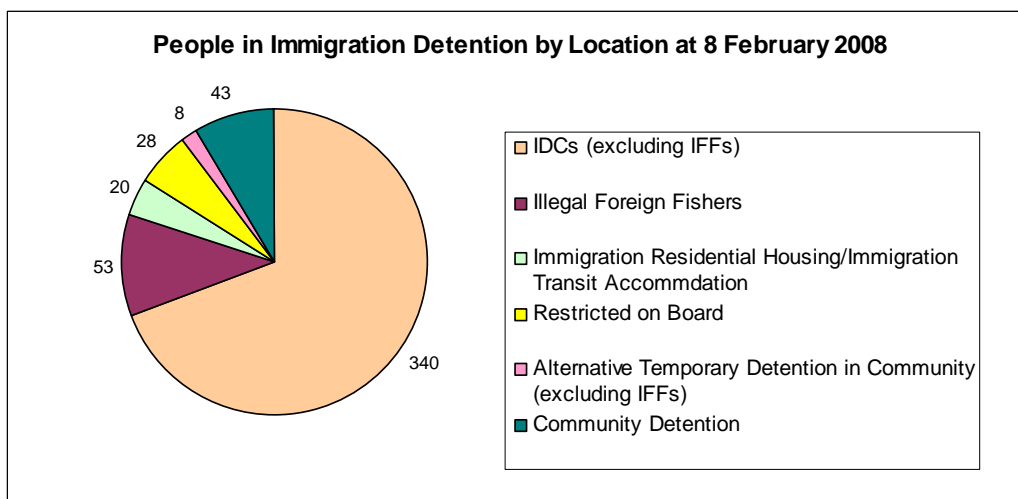 People in Immigration Detention by Location at 8 February 2008
43
8
28
20
53
340
IDCs (excluding IFFs)
Illegal Foreign Fishers
Immigration Residential Housing/Immigration
Transit Accommdation
Restricted on Board
Alternative Temporary Detention in Community
(excluding IFFs)
Community Detention